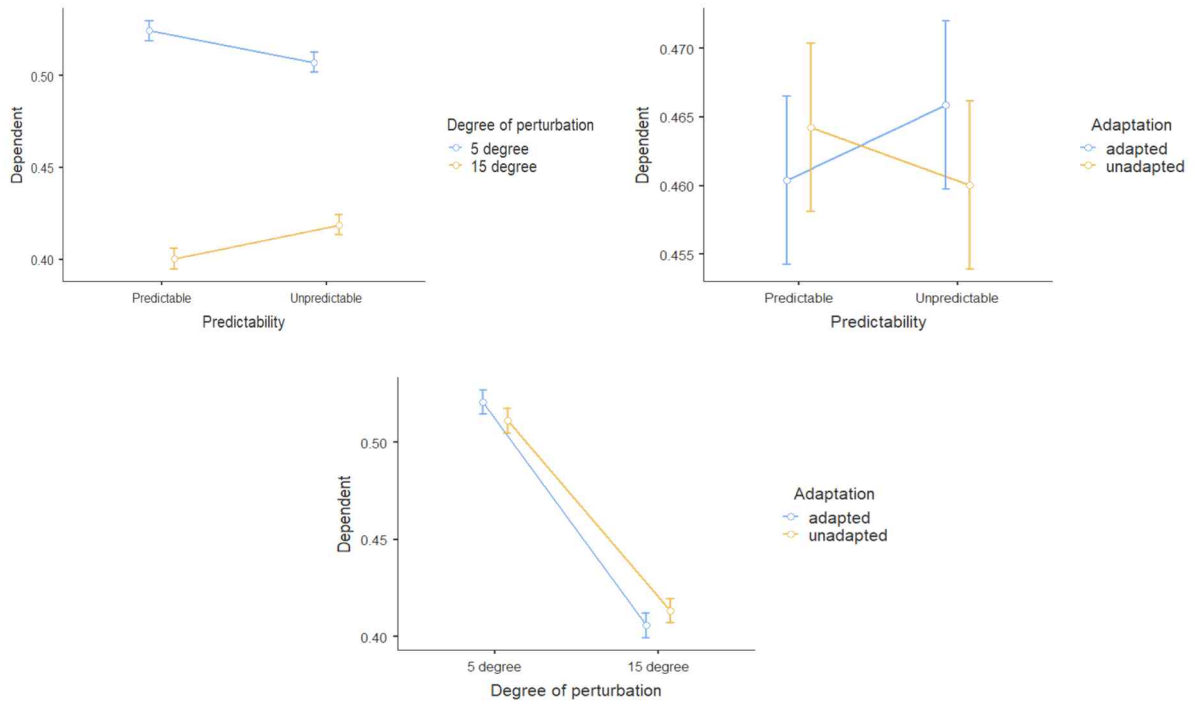 Dependent
0.50
0.45
0.40
Predictable Unpredictable
Predictability
Degree of perturbation
5 degree
15 degree
Dependent
0.470
0.465
0.460
0.455
Predictable Unpredictable
Predictability
Adaptation
adapted
unadapted
Dependent
0.50
0.45
0.40
5 degree 15 degree
Degree of perturbation
Adaptation
adapted
unadapted